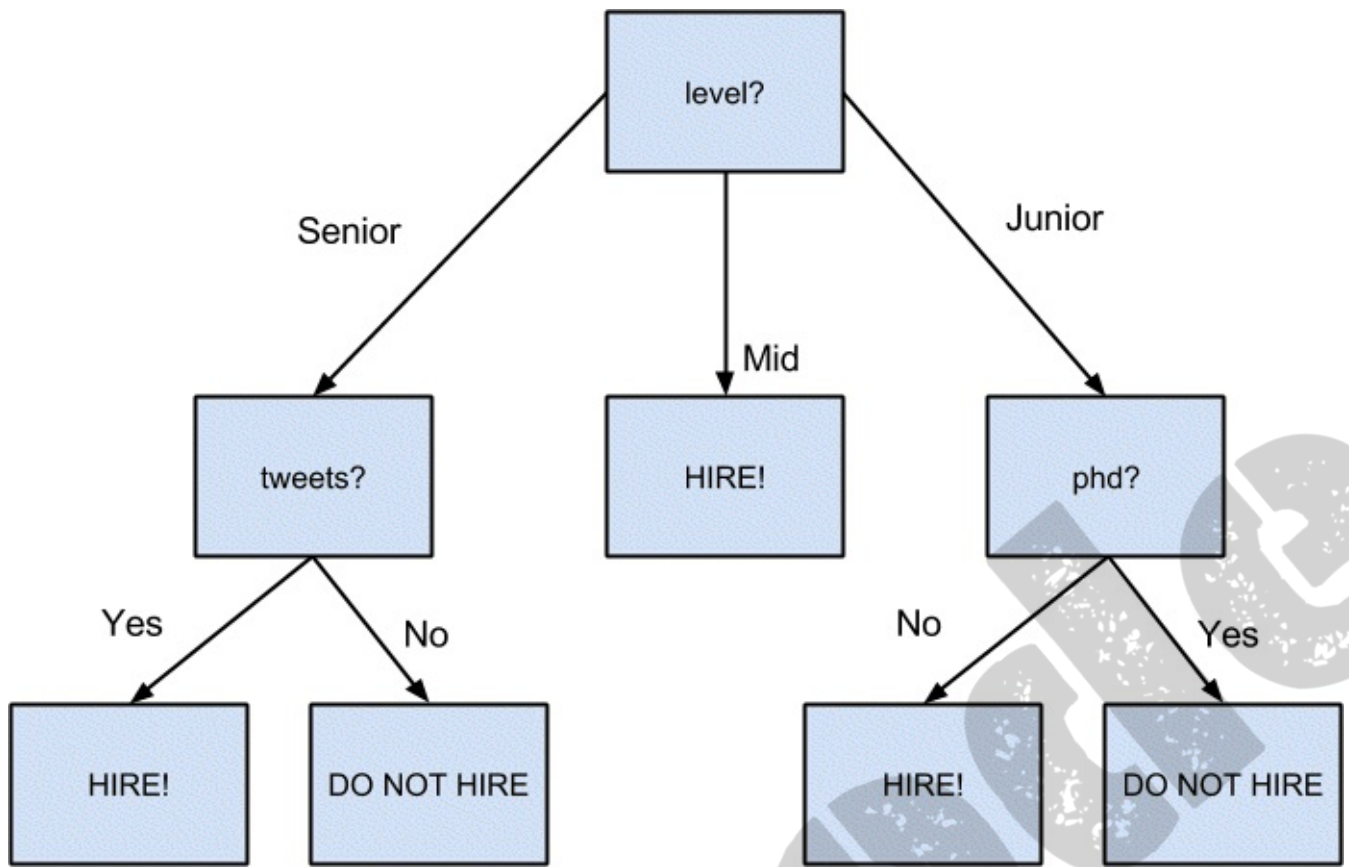 level?
Senior
Junior
Mid
tweets?
HIRE!
phd?
Yes
No
No
Yes
HIRE!
DO NOT HIRE
HIRE!
DO NOT HIRE